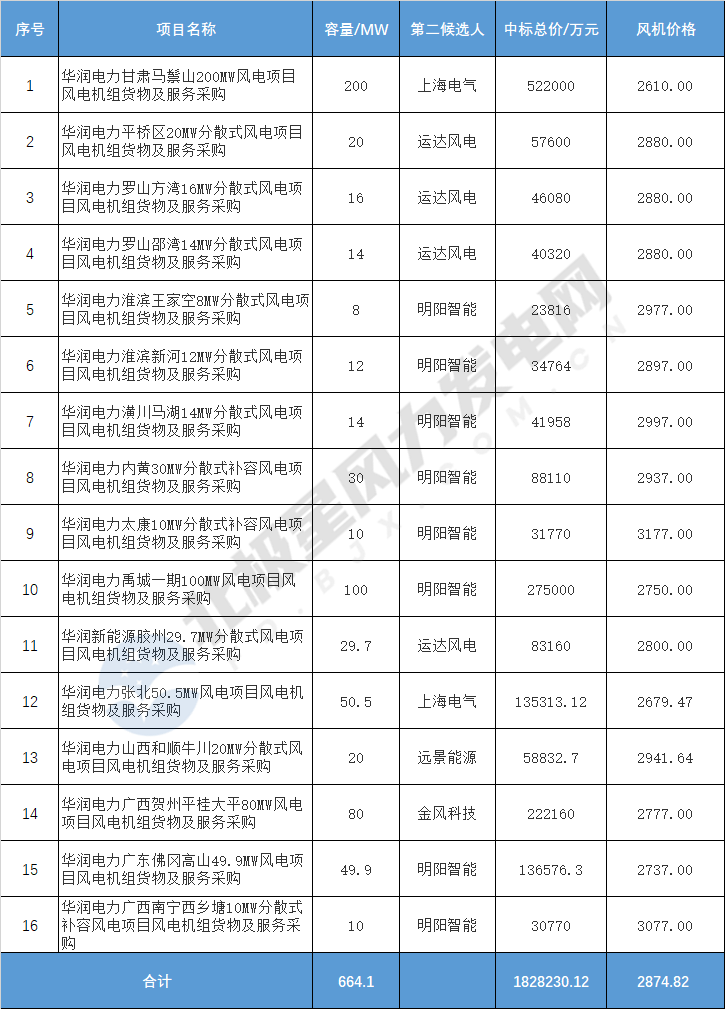 序号 项目名称 容量/MW 第二候选人 中标总价/万元 风机价格
1 华润电力甘肃马鬃山200MW风电项目 200 上海电气 522000 2610.00
风电机组货物及服务采购
2 华润电力平桥区20MW分散式风电项目 20 运达风电 57600 2880.00
风电机组货物及服务采购
3 华润电力罗山方湾16MW分散式风电项 16 运达风电 46080 2880.00
目风电机组货物及服务采购
4 华润电力罗山邵湾14MW分散式风电项 14 运达风电 40320 2880.00
目风电机组货物及服务采购
5 华润电力淮滨王家空8MW分散式风电项 8 明阳智能 23816 2977.00
目风电机组货物及服务采购
6 华润电力淮滨新河12MW分散式风电项 12 明阳智能 34764 2897.00
目风电机组货物及服务采购
7 华润电力潢川马湖14MW分散式风电项 14 明阳智能 41958 2997.00
目风电机组货物及服务采购
8 华润电力内黄30MW分散式补容风电项 30 明阳智能 88110 2937.00
目风电机组货物及服务采购
9 华润电力太康10MW分散式补容风电项 10 明阳智能 31770 3177.00
目风电机组货物及服务采购
10 华润电力禹城一期100MW风电项目风 100 明阳智能 275000 2750.00
电机组货物及服务采购
11 华润新能源胶州29.7MW分散式风电项 29.7 运达风电 83160 2800.00
目风电机组货物及服务采购
12 华润电力张北50.5MW风电项目风电机 50.5 上海电气 135313.12 2679.47
组货物及服务采购
13 华润电力山西和顺牛川20MW分散式风 20 远景能源 58832.7 2941.64
电项目风电机组货物及服务采购
14 华润电力广西贺州平桂大平80MW风电 80 金风科技 222160 2777.00
项目风电机组货物及服务采购
15 华润电力广东佛冈高山49.9MW风电项 49.9 明阳智能 136576.3 2737.00
目风电机组货物及服务采购
16 华润电力广西南宁西乡塘10MW分散式 10 明阳智能 30770 3077.00
补容风电项目风电机组货物及服务采
购
合计 664.1 1828230.12 2874.82
北极星风力发电网